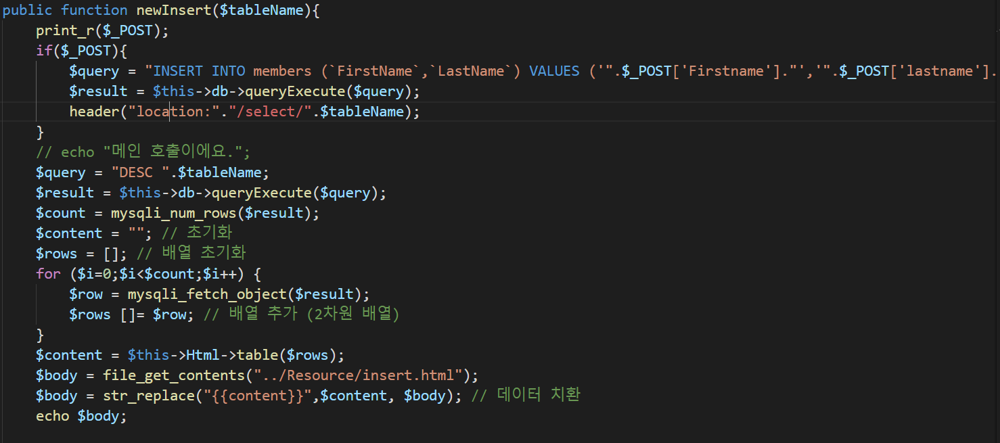 public function newInsert($tableName){
print_r($_POST);
if($_POST){
$query = "INSERT INTO members (`FirstName`,`LastName`) VALUES ('".$_POST['Firstname']."','".$_POST['lastname'].
$result = $this->db->queryExecute($query);
header("location:"."/select/".$tableName);
}
// echo "메인 호출이에요.";
$query = "DESC ".$tableName;
$result = $this->db->queryExecute($query);
$count = mysqli_num_rows($result);
$content = ""; // 초기화
$rows = []; // 배열 초기화
for ($i=0;$i<$count;$i++) {
$row = mysqli_fetch_object($result);
$rows []= $row; // 배열 추가 (2차원 배열)
}
$content = $this->Html->table($rows);
$body = file_get_contents("../Resource/insert.html");
$body = str_replace("{{content}}",$content, $body); // 데이터 치환
echo $body;